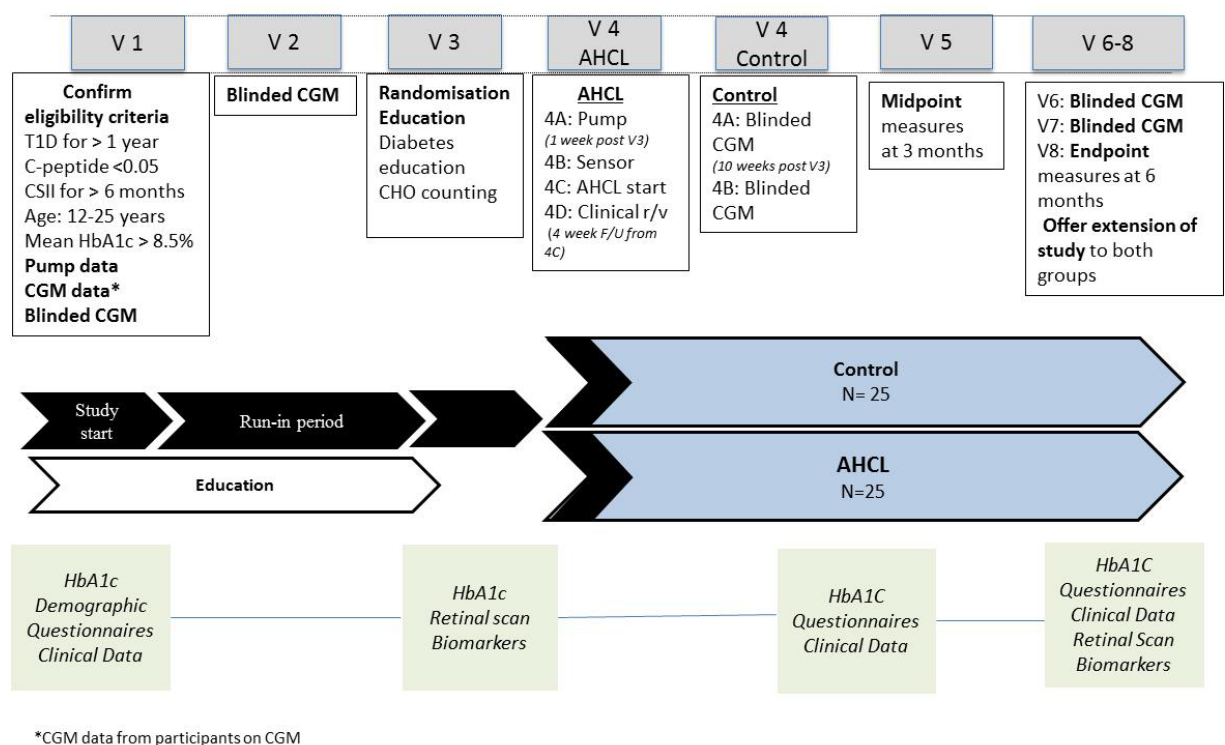 V 1
V 2
V 3
V 4
AHCL
V 4
Control
V 5
V 6-8
Confirm
eligibility criteria
T1D for > 1 year
C-peptide <0.05
CSII for > 6 months
Age: 12-25 years
Mean HbA1c > 8.5%
Pump data
CGM data*
Blinded CGM
Blinded CGM
Randomisation
Education
Diabetes
education
CHO counting
AHCL
4A: Pump
(1 week post V3)
4B: Sensor
4C: AHCL start
4D: Clinical r/v
(4 week F/U from
4C)
Control
4A: Blinded
CGM
(10 weeks post V3)
4B: Blinded
CGM
Midpoint
measures
at 3 months
V6: Blinded CGM
V7: Blinded CGM
V8: Endpoint
measures at 6
months
Offer extension of
study to both
groups
Study
start
Run-in period
Control
N= 25
Education
AHCL
N=25
HbA1c
Demographic
Questionnaires
Clinical Data
HbA1c
Retinal scan
Biomarkers
HbA1C
Questionnaires
Clinical Data
HbA1C
Questionnaires
Clinical Data
Retinal Scan
Biomarkers
*CGM data from participants on CGM